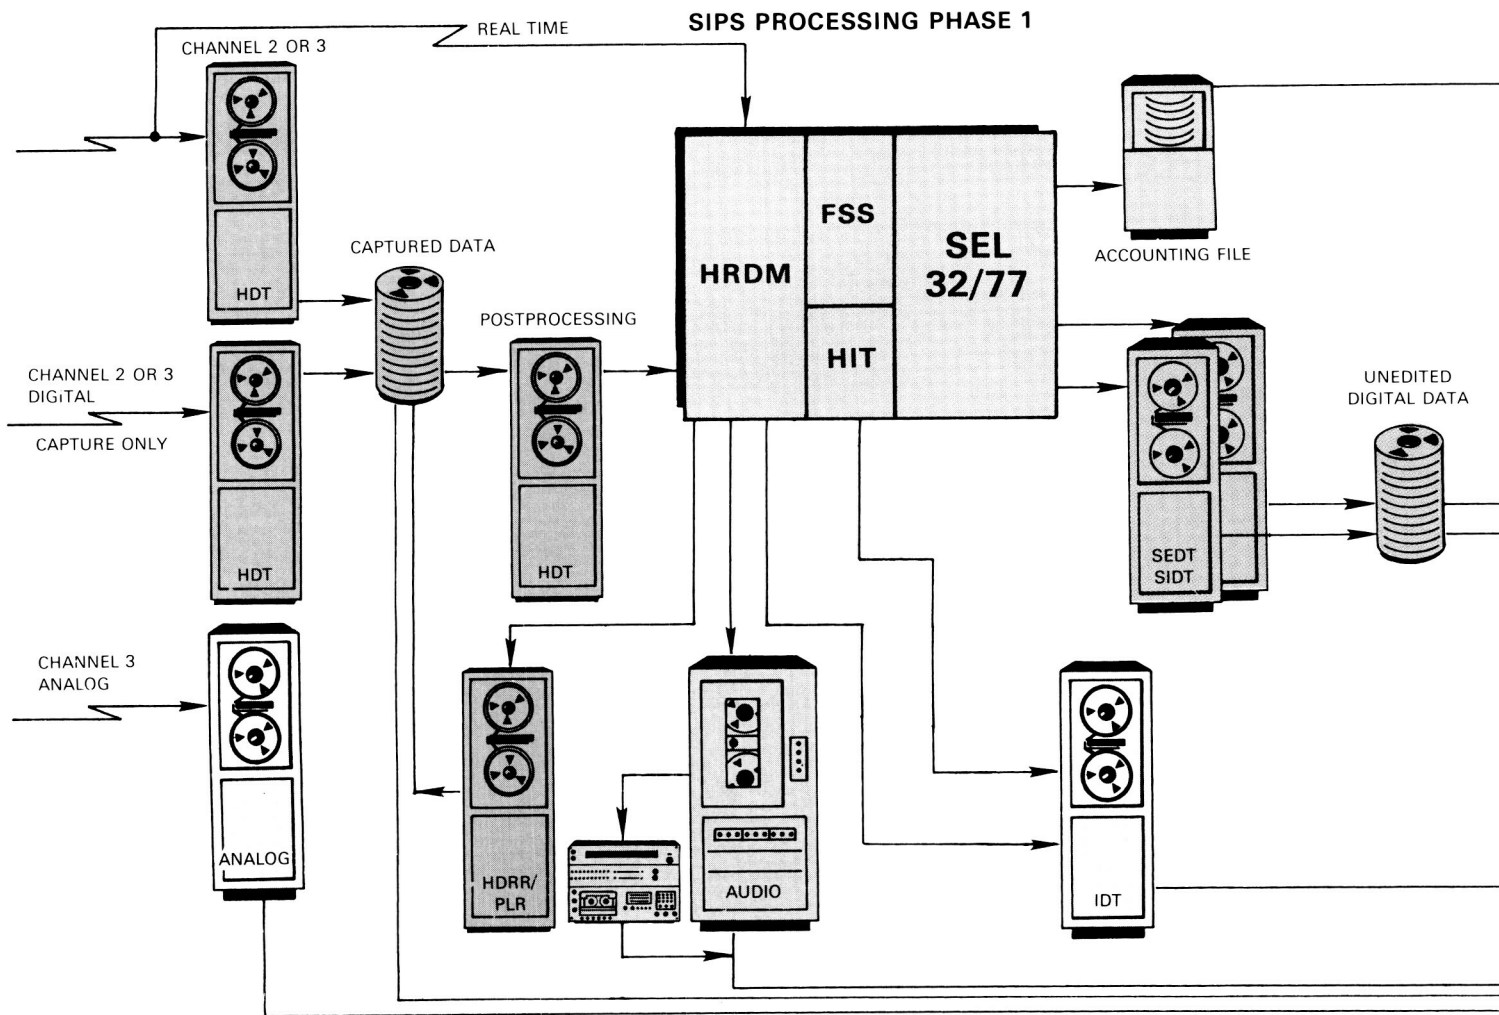 SIPS PROCESSING PHASE 1
REAL TIME
CHANNEL 2 OR 3
HDT
CAPTURED DATA
POSTPROCESSING
CHANNEL 2 OR 3
DIGITAL
CAPTURE ONLY
HDT
HDT
HRDM
FSS
HIT
SEL
32/77
ACCOUNTING FILE
UNEDITED
DIGITAL DATA
SEDT
SIDT
CHANNEL 3
ANALOG
ANALOG
HDRR/
PLR
AUDIO
IDT